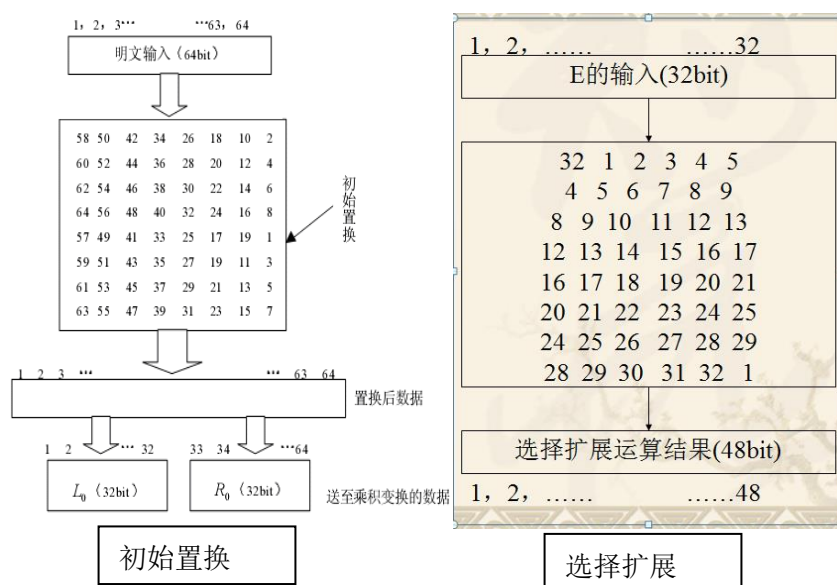 1, 2, 3… …63, 64
明文输入（64bit）
58 50 42 34 26 18 10 2
60 52 44 36 28 20 12 4
62 54 46 38 30 22 14 6
64 56 48 40 32 24 16 8
57 49 41 33 25 17 19 1
59 51 43 35 27 19 11 3
61 53 45 37 29 21 13 5
63 55 47 39 31 23 15 7
初始置换
1 2 3 … … 63 64
置换后数据
1 2 … 32 33 34 …64
L₀（32bit） R₀（32bit） 送至乘积变换的数据
初始置换
1, 2, …… ……32
E的输入(32bit)
32 1 2 3 4 5
4 5 6 7 8 9
8 9 10 11 12 13
12 13 14 15 16 17
16 17 18 19 20 21
20 21 22 23 24 25
24 25 26 27 28 29
28 29 30 31 32 1
选择扩展运算结果(48bit)
1, 2, …… ……48
选择扩展